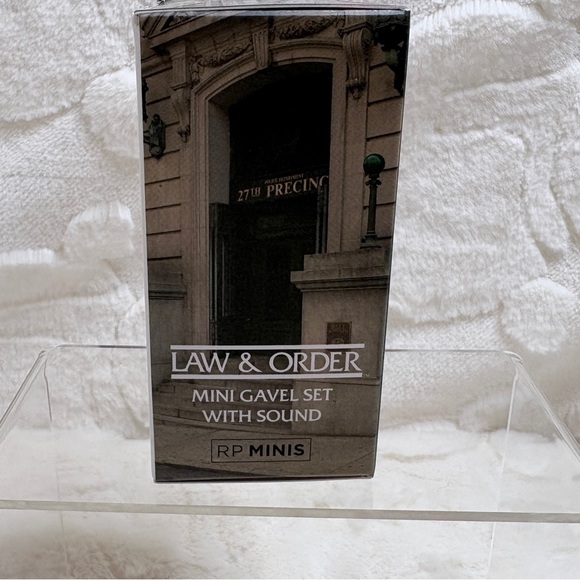 27TH PRECINC
LAW & ORDER
MINI GAVEL SET
WITH SOUND
RP MINIS